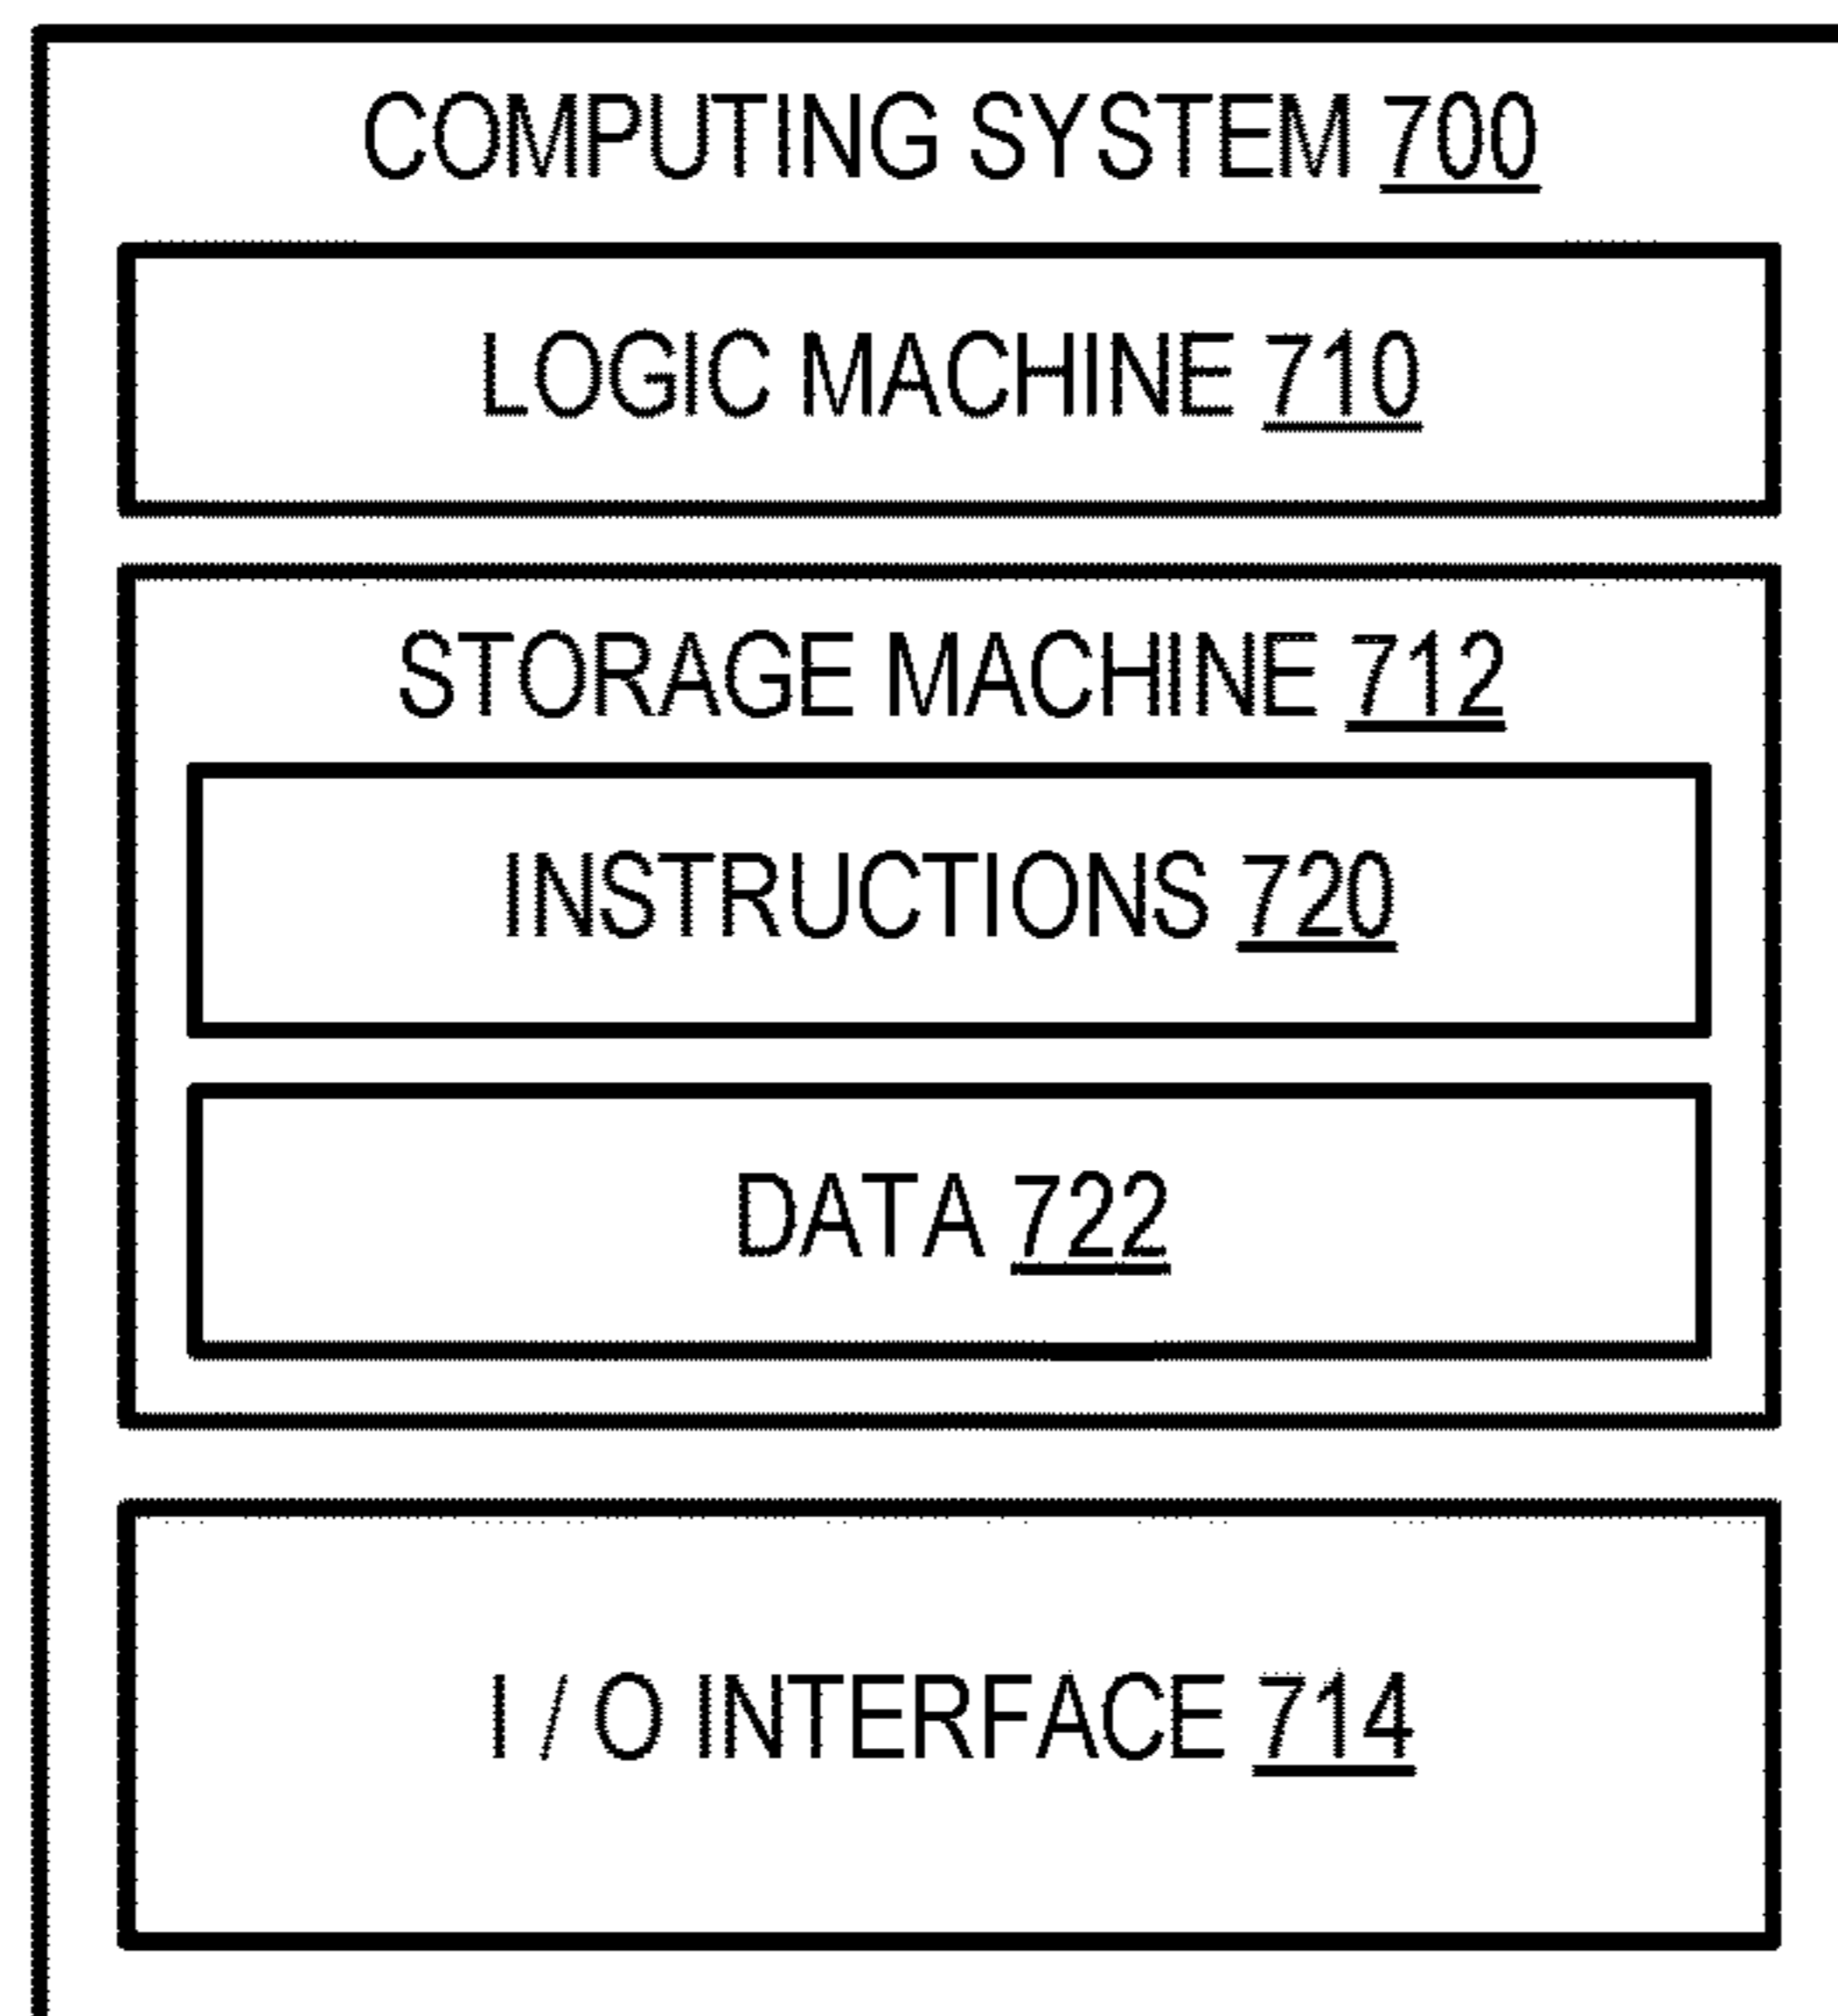 COMPUTING SYSTEM 700
LOGIC MACHINE 710
STORAGE MACHINE 712
INSTRUCTIONS 720
DATA 722
I / O INTERFACE 714